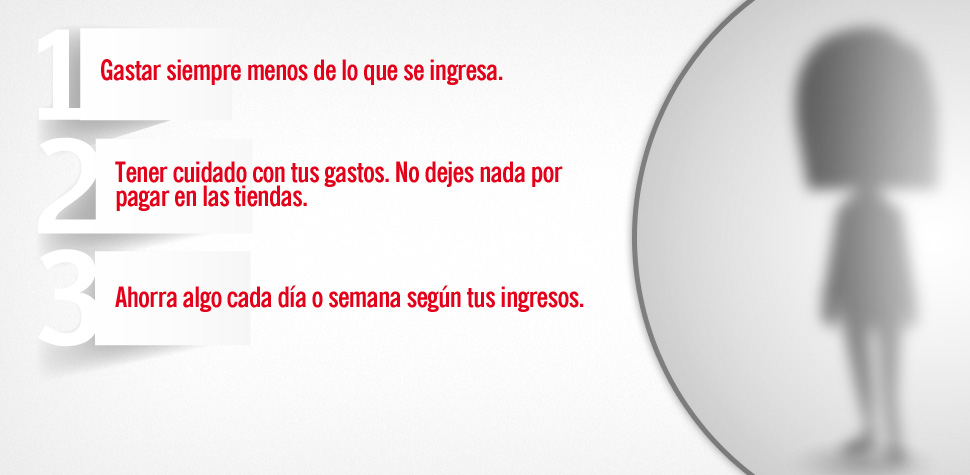 1
Gastar siempre menos de lo que se ingresa.
2
Tener cuidado con tus gastos. No dejes nada por
pagar en las tiendas.
3
Ahorra algo cada día o semana según tus ingresos.